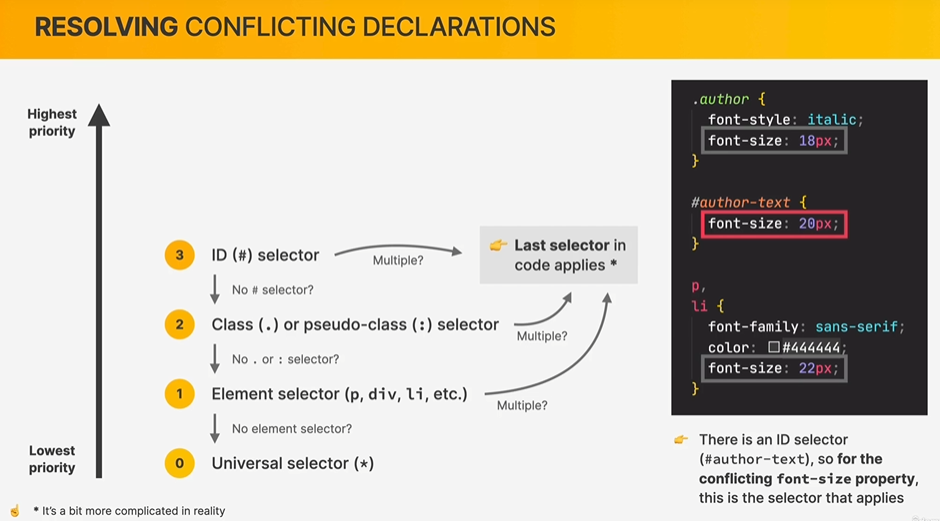 RESOLVING CONFLICTING DECLARATIONS
Highest
priority
3
ID (#) selector
Multiple?
👉 Last selector in
code applies *
No # selector?
2
Class (.) or pseudo-class (:) selector
Multiple?
No . or : selector?
1
Element selector (p, div, li, etc.)
Multiple?
No element selector?
Lowest
priority
0
Universal selector (*)
☝️ * It's a bit more complicated in reality
.author {
font-style: italic;
font-size: 18px;
}
#author-text {
font-size: 20px;
}
p,
li {
font-family: sans-serif;
color: #444444;
font-size: 22px;
}
👉 There is an ID selector
(#author-text), so for the
conflicting font-size property,
this is the selector that applies